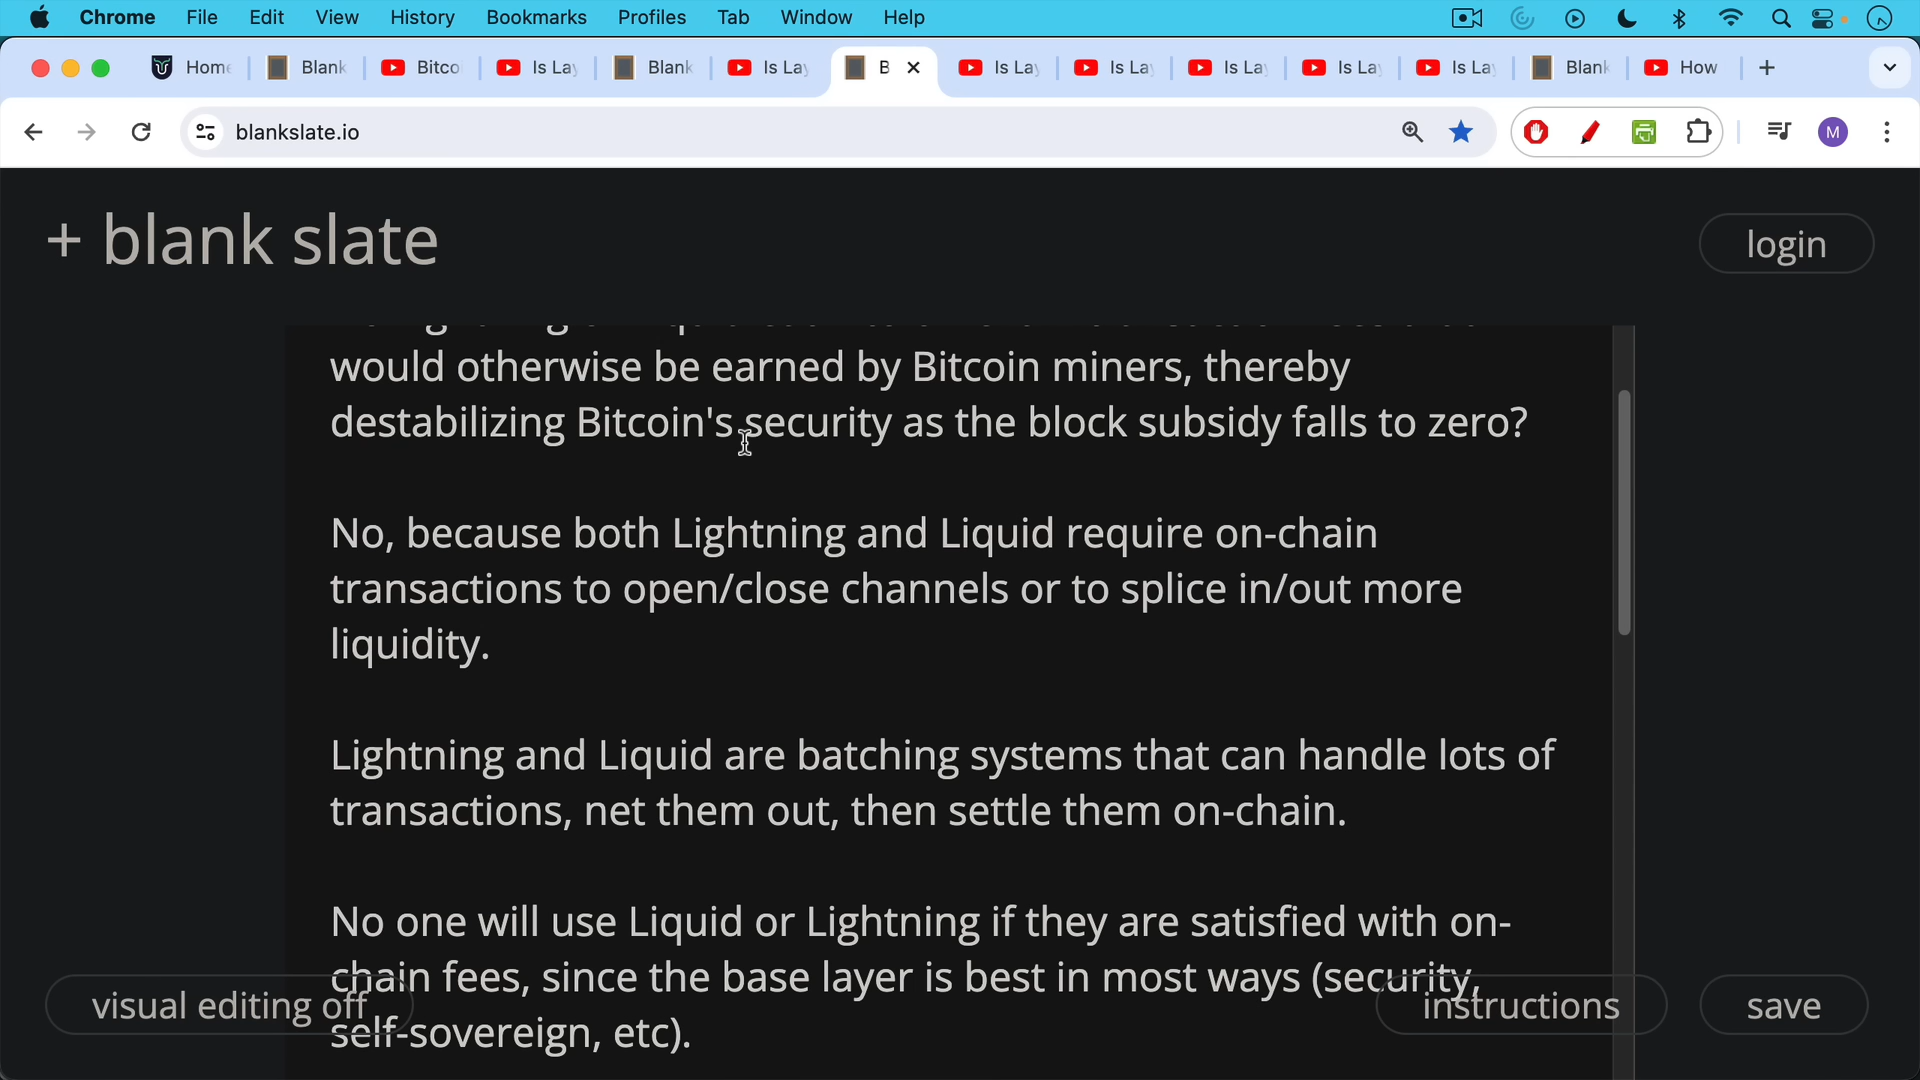 Chrome File Edit View History Bookmarks Profiles Tab Window Help
Home Blank Bitco Is Lay Blank Is Lay B Is Lay Is La Is La Is La Is La Blank How
blankslate.io
M
+ blank slate
login
would otherwise be earned by Bitcoin miners, thereby
destabilizing Bitcoin's security as the block subsidy falls to zero?
No, because both Lightning and Liquid require on-chain
transactions to open/close channels or to splice in/out more
liquidity.
Lightning and Liquid are batching systems that can handle lots of
transactions, net them out, then settle them on-chain.
No one will use Liquid or Lightning if they are satisfied with on-
chain fees, since the base layer is best in most ways (security,
self-sovereign, etc).
visual editing off
instructions
save